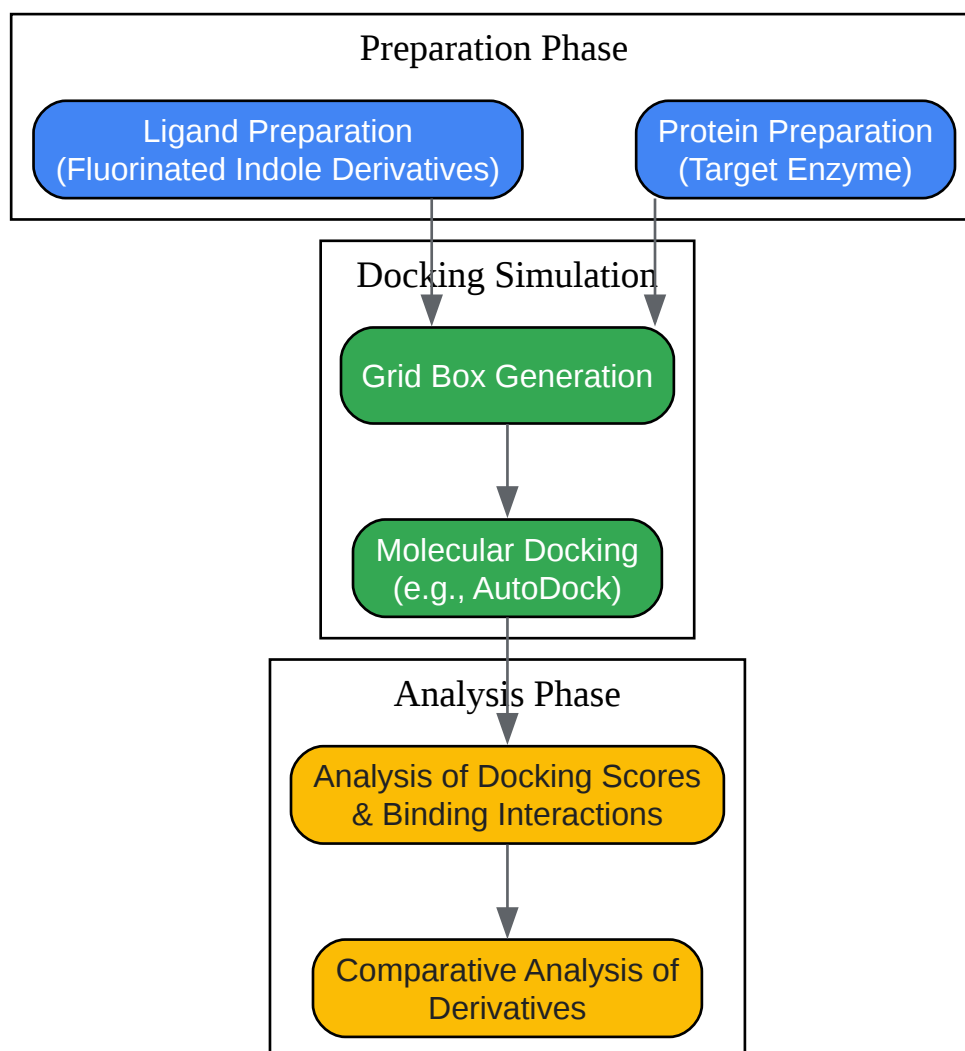 Preparation Phase
Ligand Preparation
(Fluorinated Indole Derivatives)
Protein Preparation
(Target Enzyme)
Docking Simulation
Grid Box Generation
Molecular Docking
(e.g., AutoDock)
Analysis Phase
Analysis of Docking Scores
& Binding Interactions
Comparative Analysis of
Derivatives